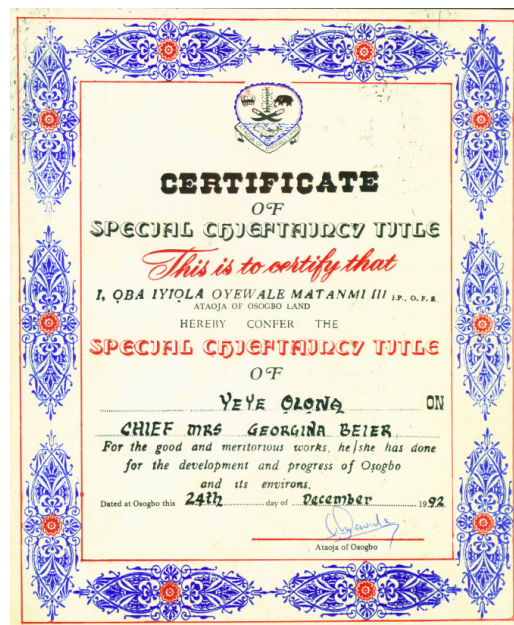 CERTIFICATE
OF
SPECIAL CHIEFTAINCY TITLE
This is to certify that
I, ỌBA IYIỌLA OYEWALE MATANMI III J.P., O. F. R.
ATAOJA OF OSOGBO LAND
HEREBY CONFER THE
SPECIAL CHIEFTAINCY TITLE
OF
YEYE OLONA ON
CHIEF MRS GEORGINA BEIER
For the good and meritorious works, he/she has done
for the development and progress of Oṣogbo
and its environs.
Dated at Osogbo this 24th day of December 1992
Ataoja of Osogbo